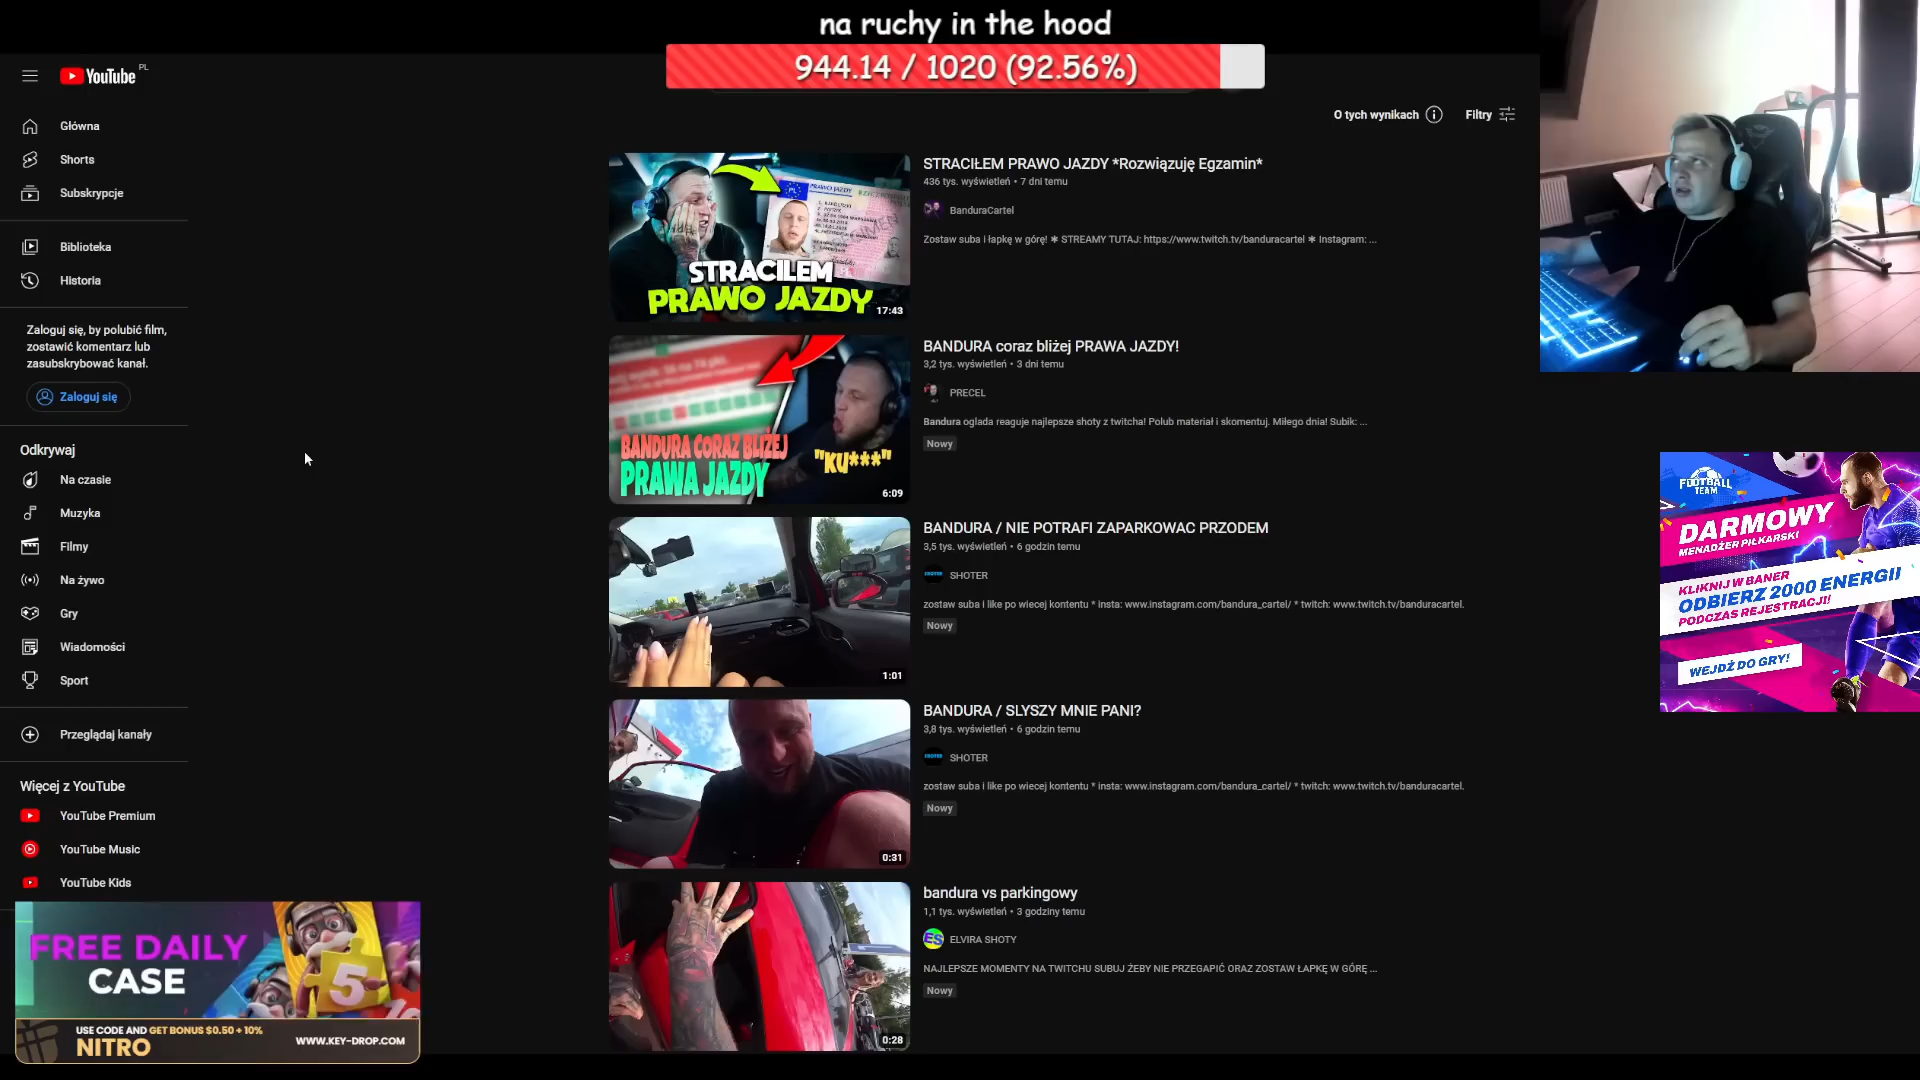 na ruchy in the hood
944.14 / 1020 (92.56%)
YouTube PL
O tych wynikach
Filtry
Główna
Shorts
Subskrypcje
Biblioteka
Historia
Zaloguj się, by polubić film,
zostawić komentarz lub
zasubskrybować kanał.
Zaloguj się
Odkrywaj
Na czasie
Muzyka
Filmy
Na żywo
Gry
Wiadomości
Sport
Przeglądaj kanały
Więcej z YouTube
YouTube Premium
YouTube Music
YouTube Kids
FREE DAILY
CASE
USE CODE AND GET BONUS $0.50 + 10%
NITRO
WWW.KEY-DROP.COM
PRAWO JAZDY
STRACIŁEM
PRAWO JAZDY
17:43
STRACIŁEM PRAWO JAZDY *Rozwiązuję Egzamin*
436 tys. wyświetleń • 7 dni temu
BanduraCartel
Zostaw suba i łapkę w górę! ✱ STREAMY TUTAJ: https://www.twitch.tv/banduracartel ✱ Instagram: ...
BANDURA CORAZ BLIŻEJ
PRAWA JAZDY
"KU***"
6:09
BANDURA coraz bliżej PRAWA JAZDY!
3,2 tys. wyświetleń • 3 dni temu
PRECEL
Bandura oglada reaguje najlepsze shoty z twitcha! Polub materiał i skomentuj. Miłego dnia! Subik: ...
Nowy
1:01
BANDURA / NIE POTRAFI ZAPARKOWAC PRZODEM
3,5 tys. wyświetleń • 6 godzin temu
SHOTER
zostaw suba i like po wiecej kontentu * insta: www.instagram.com/bandura_cartel/ * twitch: www.twitch.tv/banduracartel.
Nowy
0:31
BANDURA / SLYSZY MNIE PANI?
3,8 tys. wyświetleń • 6 godzin temu
SHOTER
zostaw suba i like po wiecej kontentu * insta: www.instagram.com/bandura_cartel/ * twitch: www.twitch.tv/banduracartel.
Nowy
0:28
bandura vs parkingowy
1,1 tys. wyświetleń • 3 godziny temu
ES
ELVIRA SHOTY
NAJLEPSZE MOMENTY NA TWITCHU SUBUJ ŻEBY NIE PRZEGAPIĆ ORAZ ZOSTAW ŁAPKĘ W GÓRĘ ...
Nowy
FOOTBALL
TEAM
DARMOWY
MENADŻER PIŁKARSKI
KLIKNIJ W BANER
ODBIERZ 2000 ENERGII
PODCZAS REJESTRACJI!
WEJDŹ DO GRY!